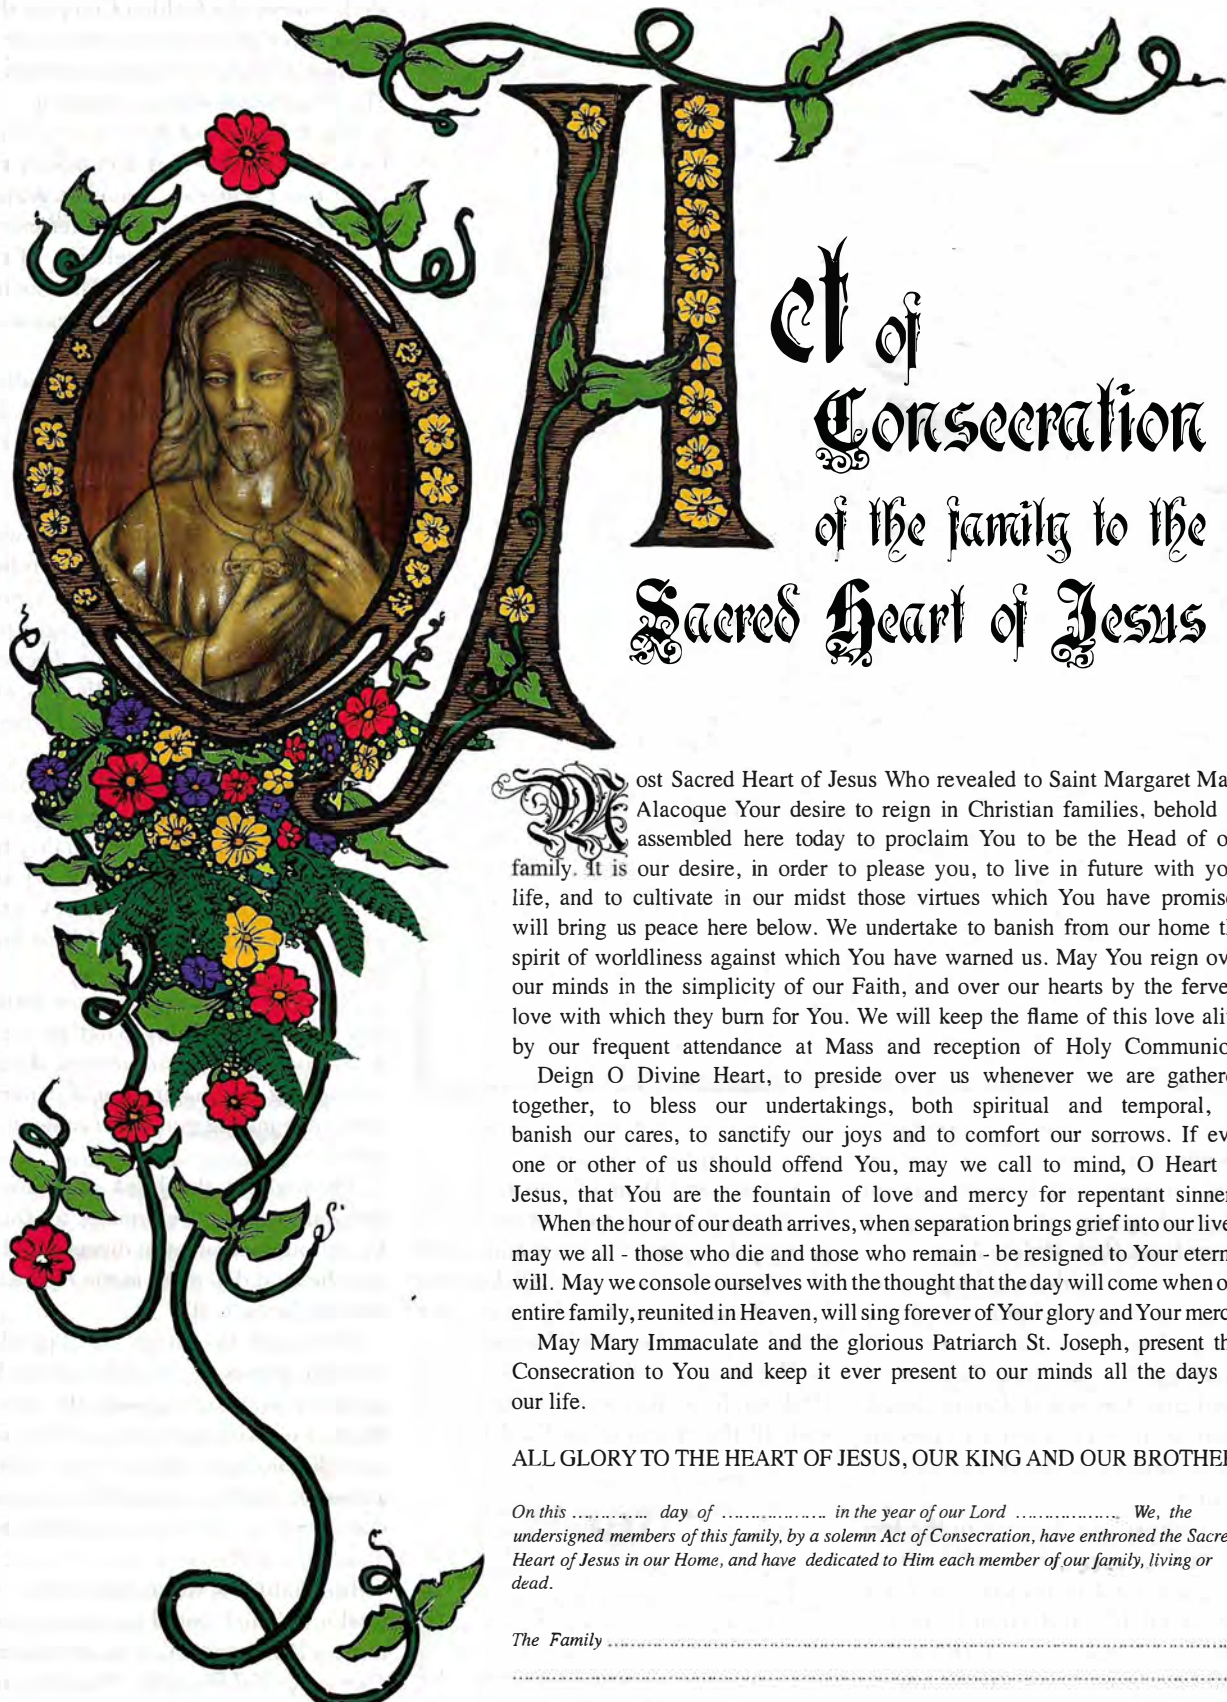 Act of
Consecration
of the family to the
Sacred Heart of Jesus
Most Sacred Heart of Jesus Who revealed to Saint Margaret Ma
Alacoque Your desire to reign in Christian families, behold
assembled here today to proclaim You to be the Head of o
family. It is our desire, in order to please you, to live in future with yo
life, and to cultivate in our midst those virtues which You have promis
will bring us peace here below. We undertake to banish from our home t
spirit of worldliness against which You have warned us. May You reign ov
our minds in the simplicity of our Faith, and over our hearts by the ferve
love with which they burn for You. We will keep the flame of this love ali
by our frequent attendance at Mass and reception of Holy Communio
Deign O Divine Heart, to preside over us whenever we are gather
together, to bless our undertakings, both spiritual and temporal,
banish our cares, to sanctify our joys and to comfort our sorrows. If ev
one or other of us should offend You, may we call to mind, O Heart
Jesus, that You are the fountain of love and mercy for repentant sinner
When the hour of our death arrives, when separation brings grief into our live
may we all - those who die and those who remain - be resigned to Your etern
will. May we console ourselves with the thought that the day will come when o
entire family, reunited in Heaven, will sing forever of Your glory and Your merc
May Mary Immaculate and the glorious Patriarch St. Joseph, present th
Consecration to You and keep it ever present to our minds all the days
our life.
ALL GLORY TO THE HEART OF JESUS, OUR KING AND OUR BROTHER
On this .............. day of .................. in the year of our Lord .................. We, the
undersigned members of this family, by a solemn Act of Consecration, have enthroned the Sacre
Heart of Jesus in our Home, and have dedicated to Him each member of our family, living or
dead.
The Family ..........................................................................